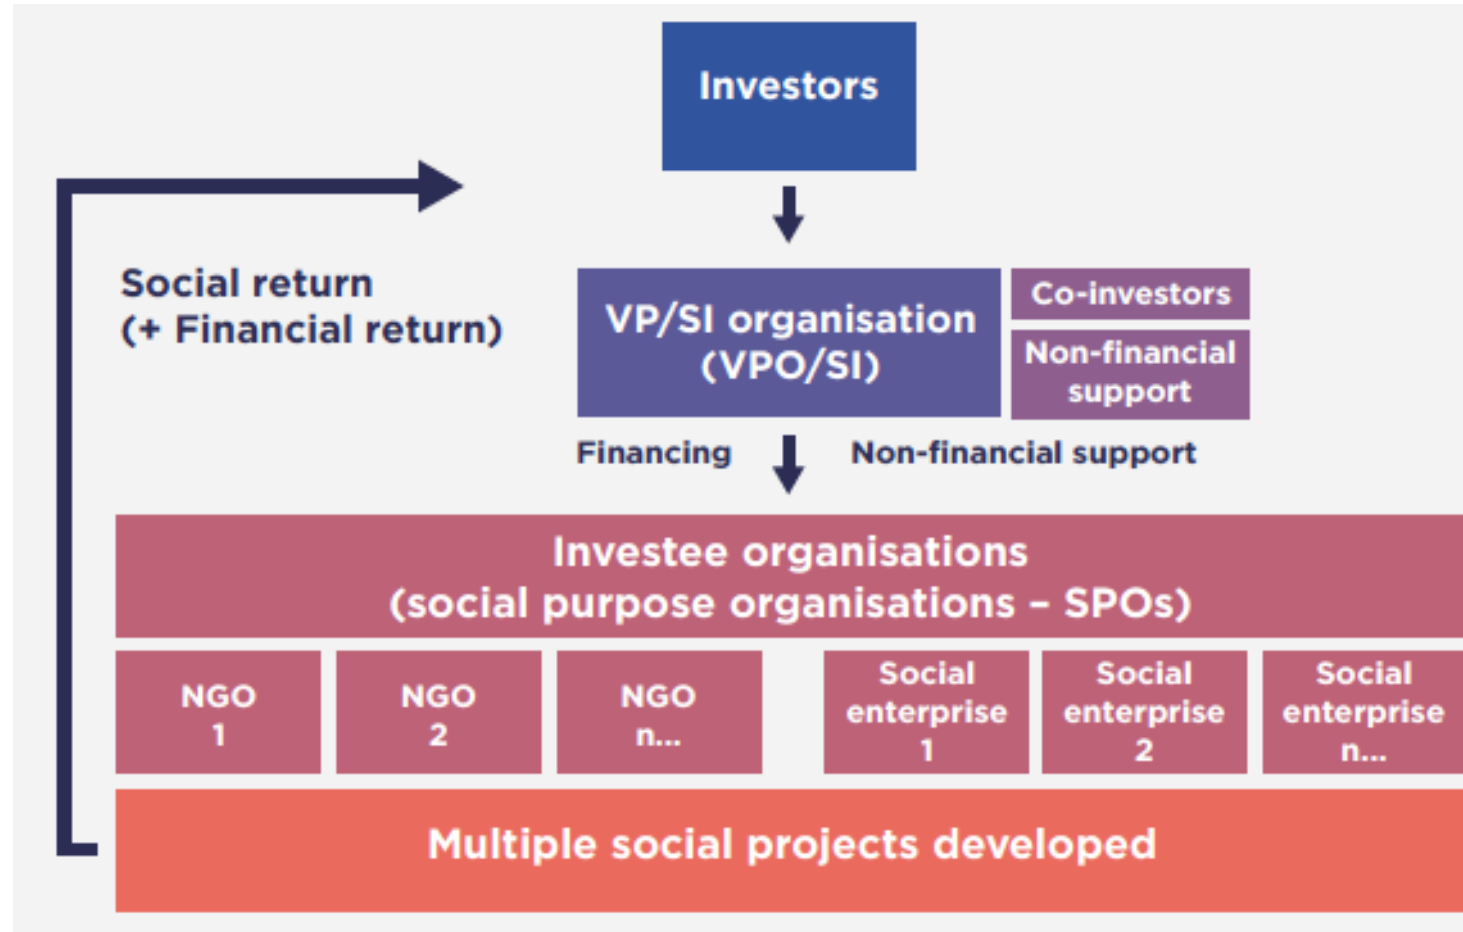 Investors
Social return
(+ Financial return)
VP/SI organisation
(VPO/SI)
Co-investors
Non-financial
support
Financing
Non-financial support
Investee organisations
(social purpose organisations – SPOs)
NGO
1
NGO
2
NGO
n...
Social
enterprise
1
Social
enterprise
2
Social
enterprise
n...
Multiple social projects developed